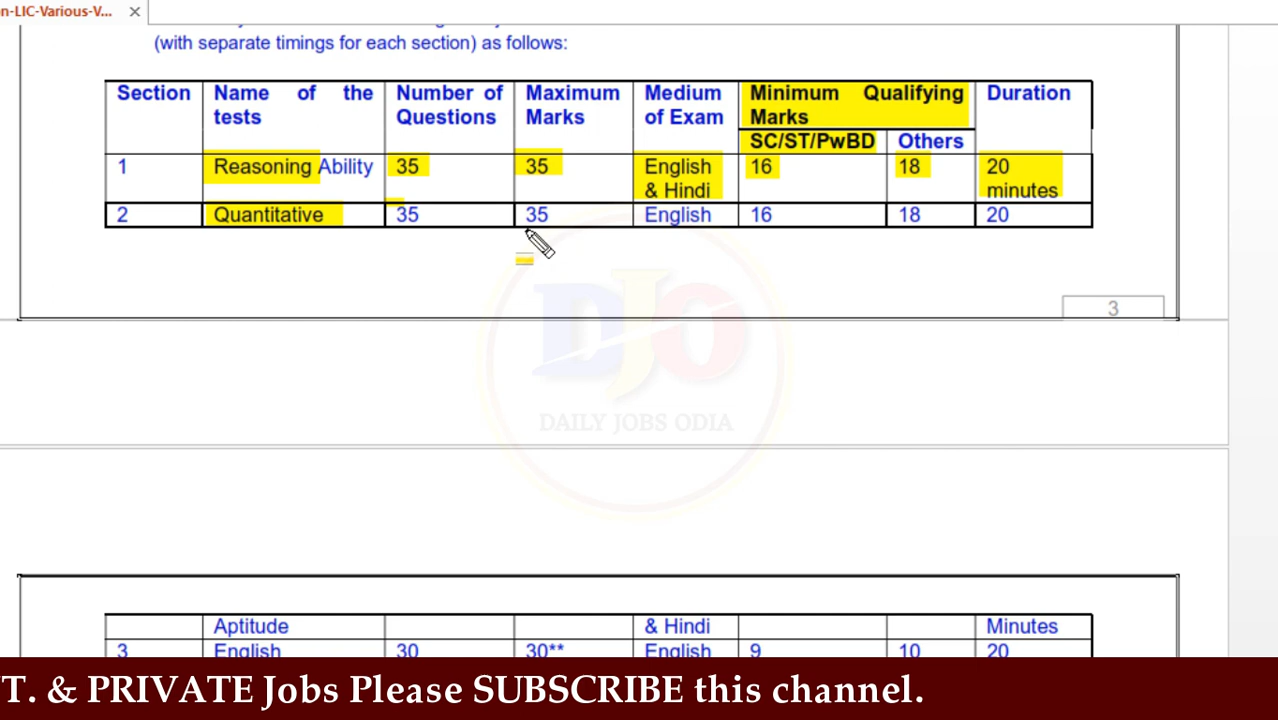 n-LIC-Various-V... ×
(with separate timings for each section) as follows:
Section Name of the tests Number of Questions Maximum Marks Medium of Exam Minimum Qualifying Marks Duration
SC/ST/PwBD Others
1 Reasoning Ability 35 35 English & Hindi 16 18 20 minutes
2 Quantitative 35 35 English 16 18 20
3
DJO
DAILY JOBS ODIA
Aptitude & Hindi Minutes
3 English 30 30** English 9 10 20
T. & PRIVATE Jobs Please SUBSCRIBE this channel.